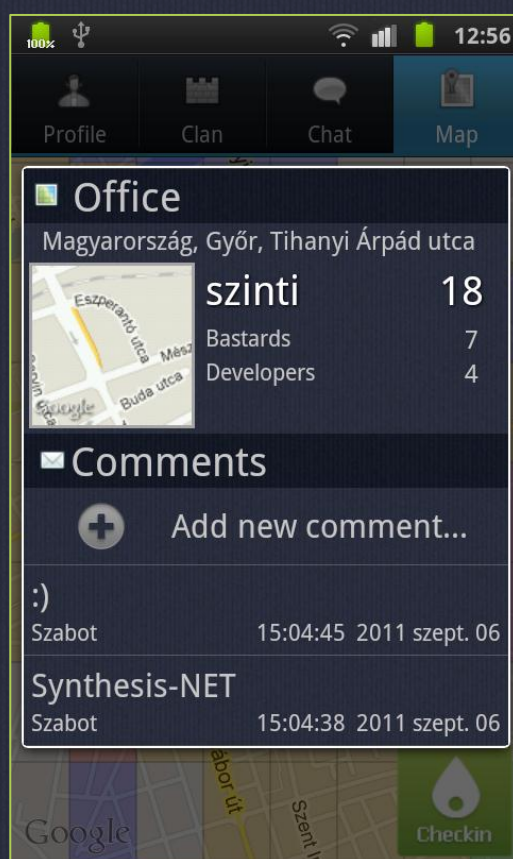 100% 12:56
Profile Clan Chat Map
Office
Magyarország, Győr, Tihanyi Árpád utca
szinti 18
Bastards 7
Developers 4
Eszperantó utca
Buda utca
Google
Comments
Add new comment...
:)
Szabot 15:04:45 2011 szept. 06
Synthesis-NET
Szabot 15:04:38 2011 szept. 06
Google
Szent
Checkin